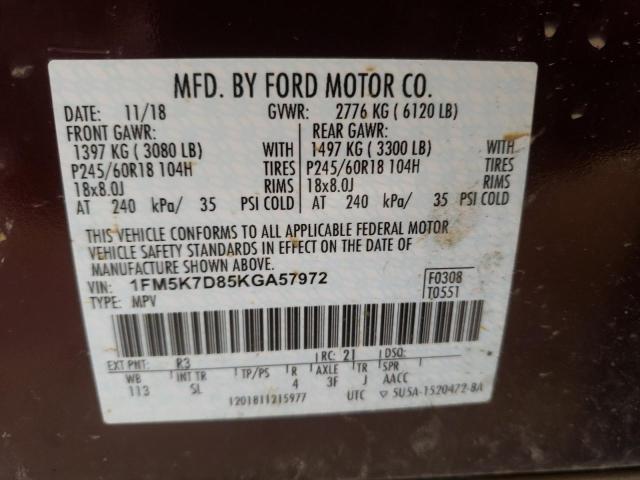 MFD. BY FORD MOTOR CO.
DATE: 11/18 GVWR: 2776 KG ( 6120 LB)
FRONT GAWR: REAR GAWR:
1397 KG ( 3080 LB) WITH 1497 KG ( 3300 LB) WITH
P245/60R18 104H TIRES P245/60R18 104H TIRES
18x8.0J RIMS 18x8.0J RIMS
AT 240 kPa/ 35 PSI COLD AT 240 kPa/ 35 PSI COLD
THIS VEHICLE CONFORMS TO ALL APPLICABLE FEDERAL MOTOR
VEHICLE SAFETY STANDARDS IN EFFECT ON THE DATE OF
MANUFACTURE SHOWN ABOVE.
VIN: 1FM5K7D85KGA57972 F0308
TYPE: MPV T0551
EXT PNT: R3 RC: 21 DSO:
WB INT TR TP/PS R AXLE TR SPR
113 5L 4 3F J AACC
1201811215977 UTC ▽ 5U5A-1520472-BA